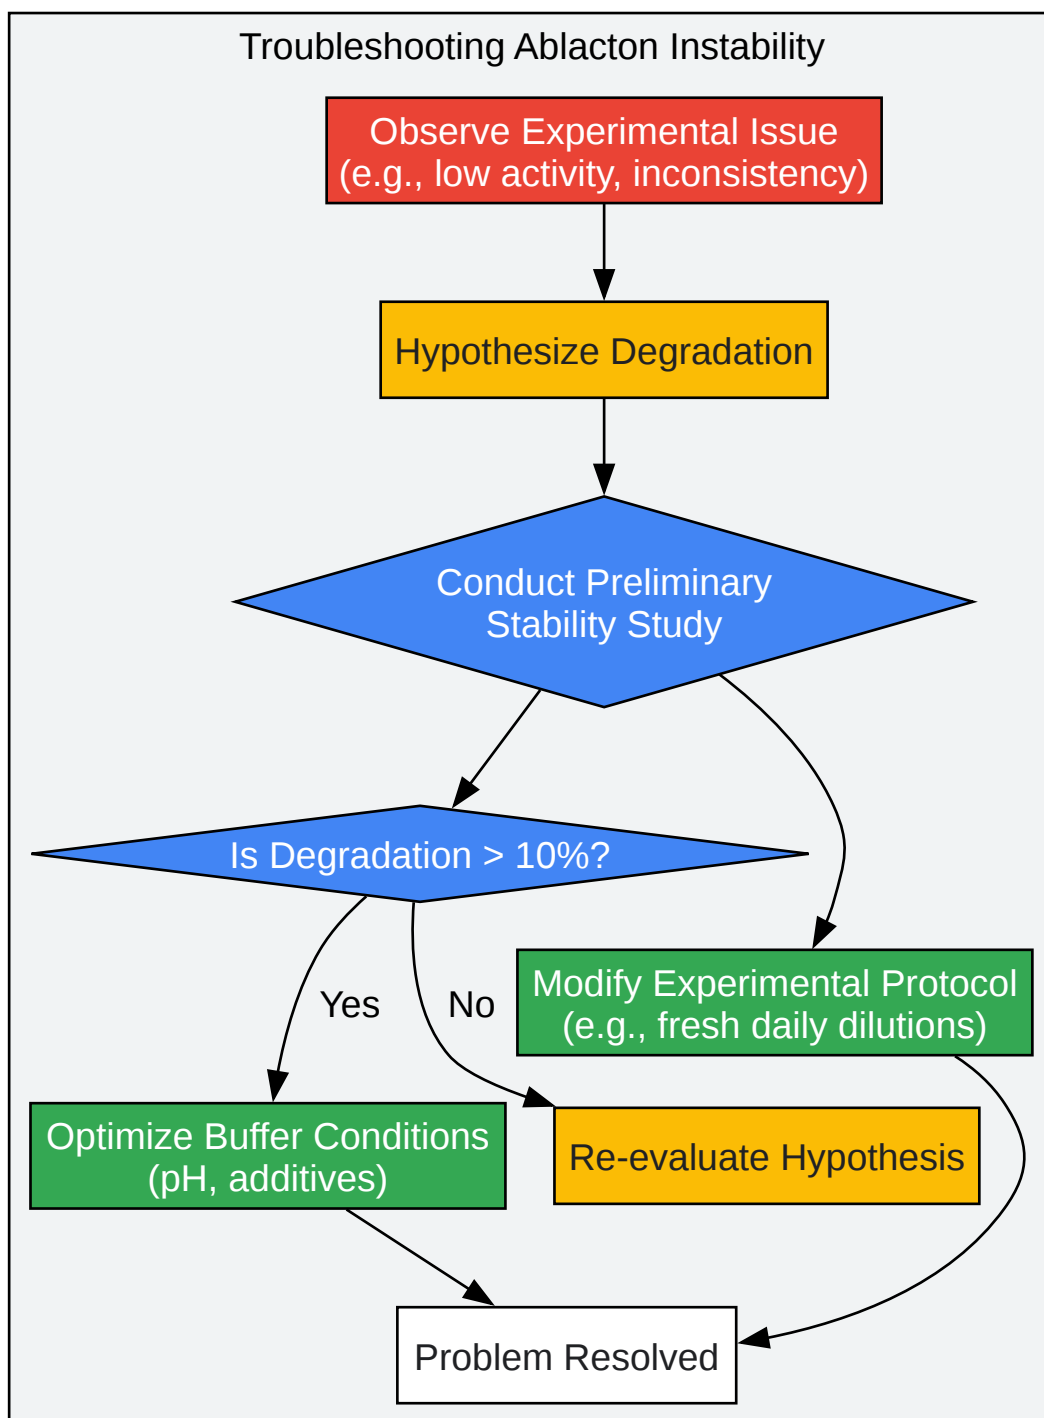 Troubleshooting Ablacton Instability
Observe Experimental Issue
(e.g., low activity, inconsistency)
Hypothesize Degradation
Conduct Preliminary
Stability Study
Is Degradation > 10%?
Yes
No
Modify Experimental Protocol
(e.g., fresh daily dilutions)
Optimize Buffer Conditions
(pH, additives)
Re-evaluate Hypothesis
Problem Resolved